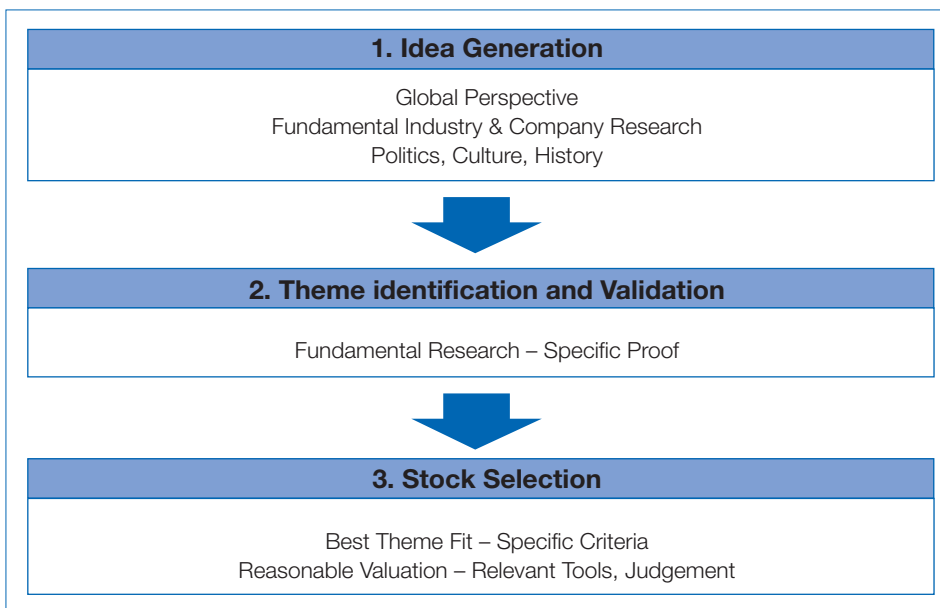 1. Idea Generation
Global Perspective
Fundamental Industry & Company Research
Politics, Culture, History
2. Theme identification and Validation
Fundamental Research – Specific Proof
3. Stock Selection
Best Theme Fit – Specific Criteria
Reasonable Valuation – Relevant Tools, Judgement